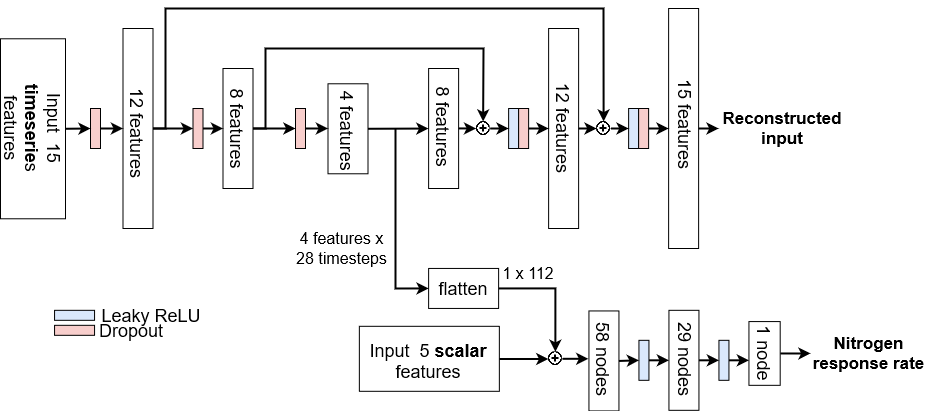 Input 15
timeseries
features
12 features
8 features
4 features
8 features
12 features
15 features
Reconstructed
input
4 features x
28 timesteps
flatten
1 x 112
Leaky ReLU
Dropout
Input 5 scalar
features
58 nodes
29 nodes
1 node
Nitrogen
response rate